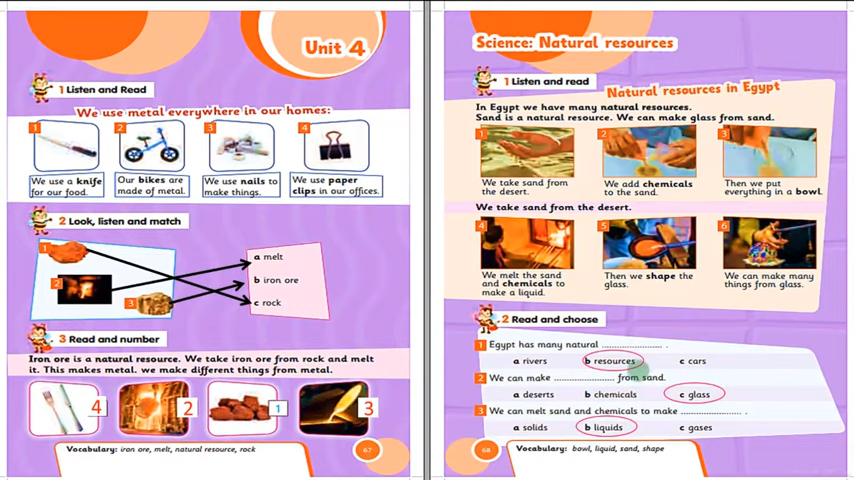 Unit 4
1 Listen and Read
We use metal everywhere in our homes:
1
2
3
4
We use a knife
for our food.
Our bikes are
made of metal.
We use nails to
make things.
We use paper
clips in our offices.
2 Look, listen and match
1
2
3
a melt
b iron ore
c rock
3 Read and number
Iron ore is a natural resource. We take iron ore from rock and melt
it. This makes metal. we make different things from metal.
4
2
1
3
Vocabulary: iron ore, melt, natural resource, rock
67
Science: Natural resources
1 Listen and read
Natural resources in Egypt
In Egypt we have many natural resources.
Sand is a natural resource. We can make glass from sand.
1
2
3
We take sand from
the desert.
We add chemicals
to the sand.
Then we put
everything in a bowl.
We take sand from the desert.
4
5
6
We melt the sand
and chemicals to
make a liquid.
Then we shape the
glass.
We can make many
things from glass.
2 Read and choose
1 Egypt has many natural ..................... .
a rivers b resources c cars
2 We can make ..................... from sand.
a deserts b chemicals c glass
3 We can melt sand and chemicals to make ..................... .
a solids b liquids c gases
68
Vocabulary: bowl, liquid, sand, shape